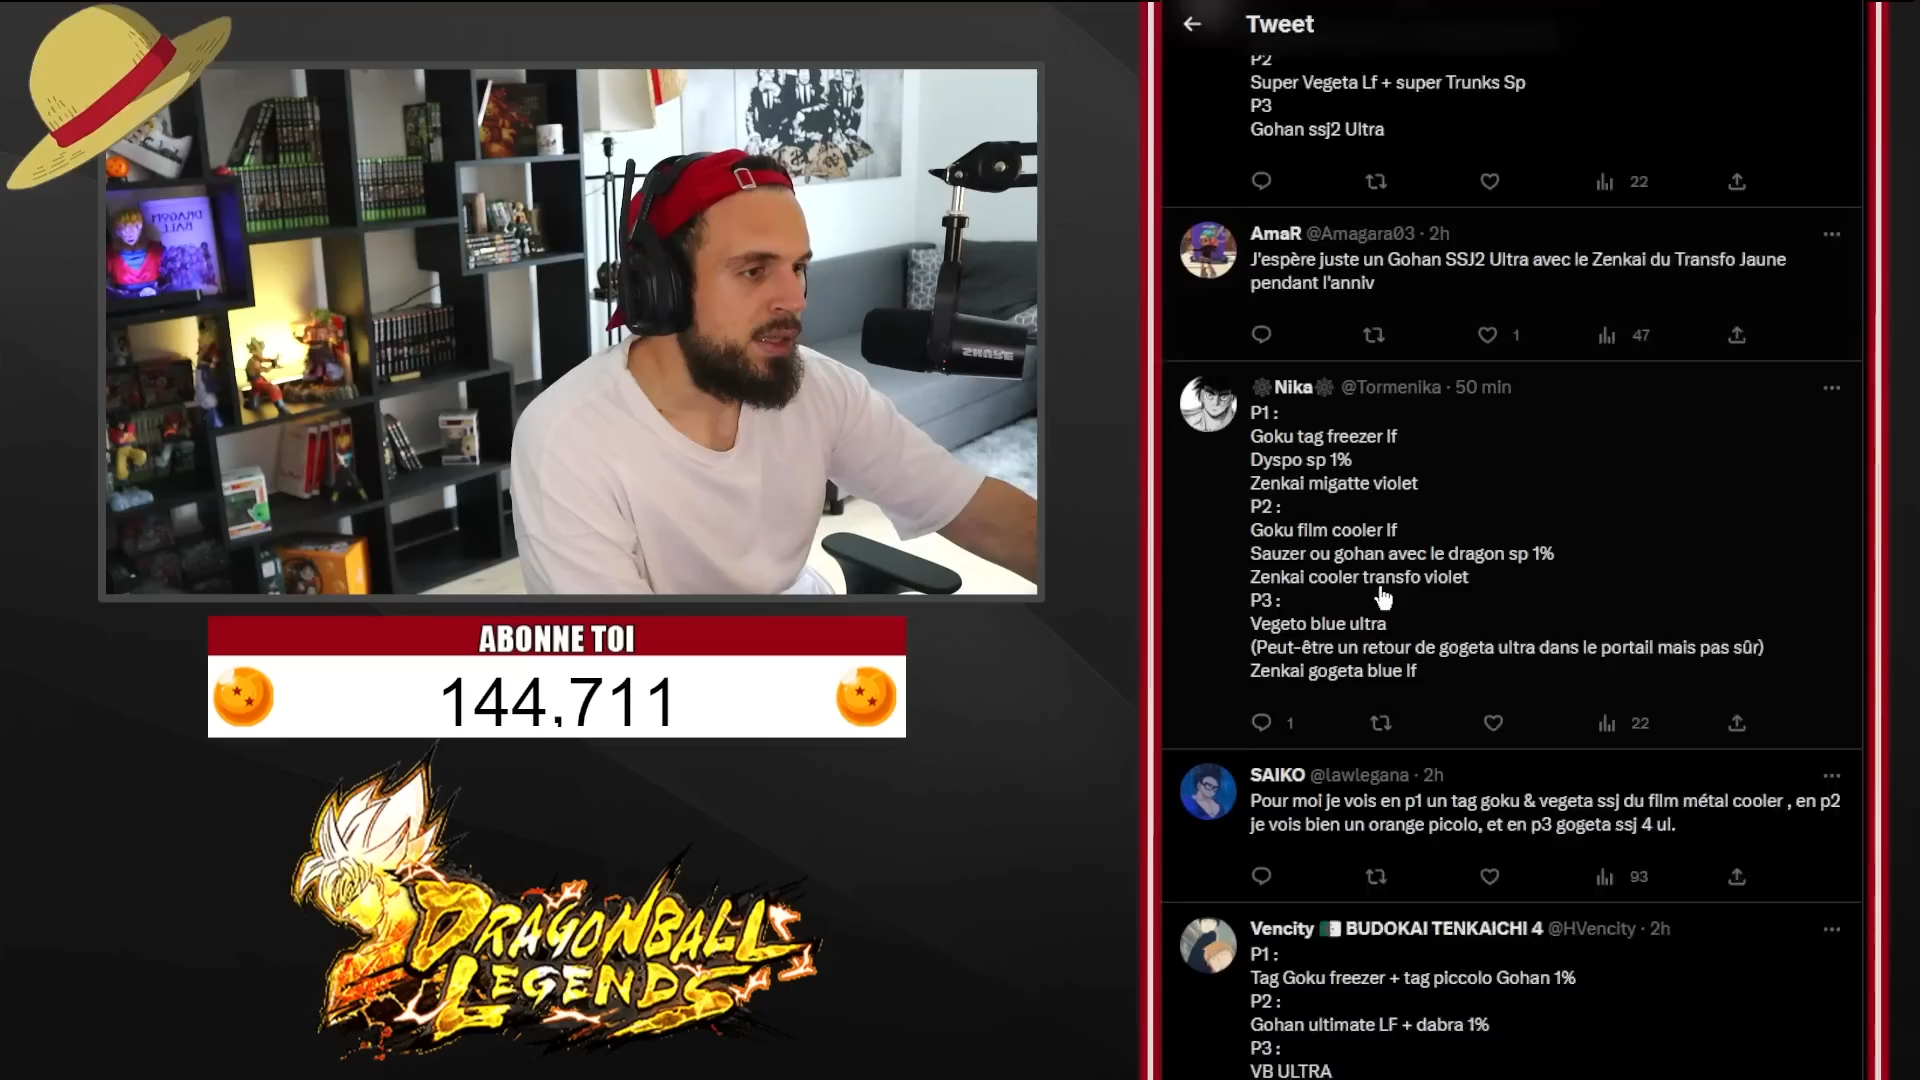 Tweet
P2
Super Vegeta Lf + super Trunks Sp
P3
Gohan ssj2 Ultra
22
AmaR @Amagara03 · 2h
J'espère juste un Gohan SSJ2 Ultra avec le Zenkai du Transfo Jaune
pendant l'anniv
1
47
Nika @Tormenika · 50 min
P1 :
Goku tag freezer lf
Dyspo sp 1%
Zenkai migatte violet
P2 :
Goku film cooler lf
Sauzer ou gohan avec le dragon sp 1%
Zenkai cooler transfo violet
P3 :
Vegeto blue ultra
(Peut-être un retour de gogeta ultra dans le portail mais pas sûr)
Zenkai gogeta blue lf
1
22
SAIKO @lawlegana · 2h
Pour moi je vois en p1 un tag goku & vegeta ssj du film métal cooler , en p2
je vois bien un orange picolo, et en p3 gogeta ssj 4 ul.
93
Vencity BUDOKAI TENKAICHI 4 @HVencity · 2h
P1 :
Tag Goku freezer + tag piccolo Gohan 1%
P2 :
Gohan ultimate LF + dabra 1%
P3 :
VB ULTRA
DRAGON BALL
SHURE
ABONNE TOI
144,711
DRAGONBALL
LEGENDS